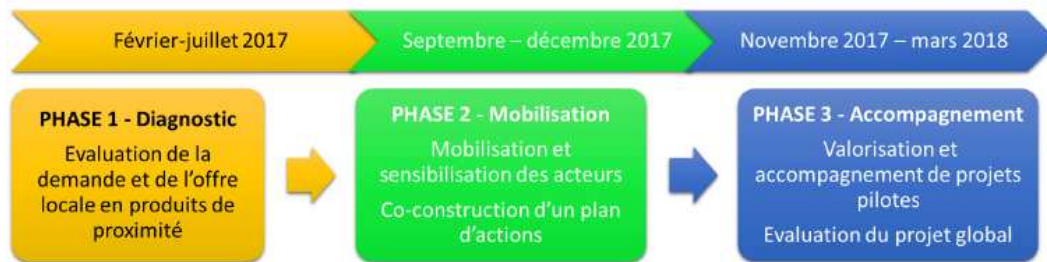 Février-juillet 2017
Septembre – décembre 2017
Novembre 2017 – mars 2018
PHASE 1 - Diagnostic
Evaluation de la
demande et de l'offre
locale en produits de
proximité
PHASE 2 - Mobilisation
Mobilisation et
sensibilisation des acteurs
Co-construction d'un plan
d'actions
PHASE 3 - Accompagnement
Valorisation et
accompagnement de projets
pilotes
Evaluation du projet global